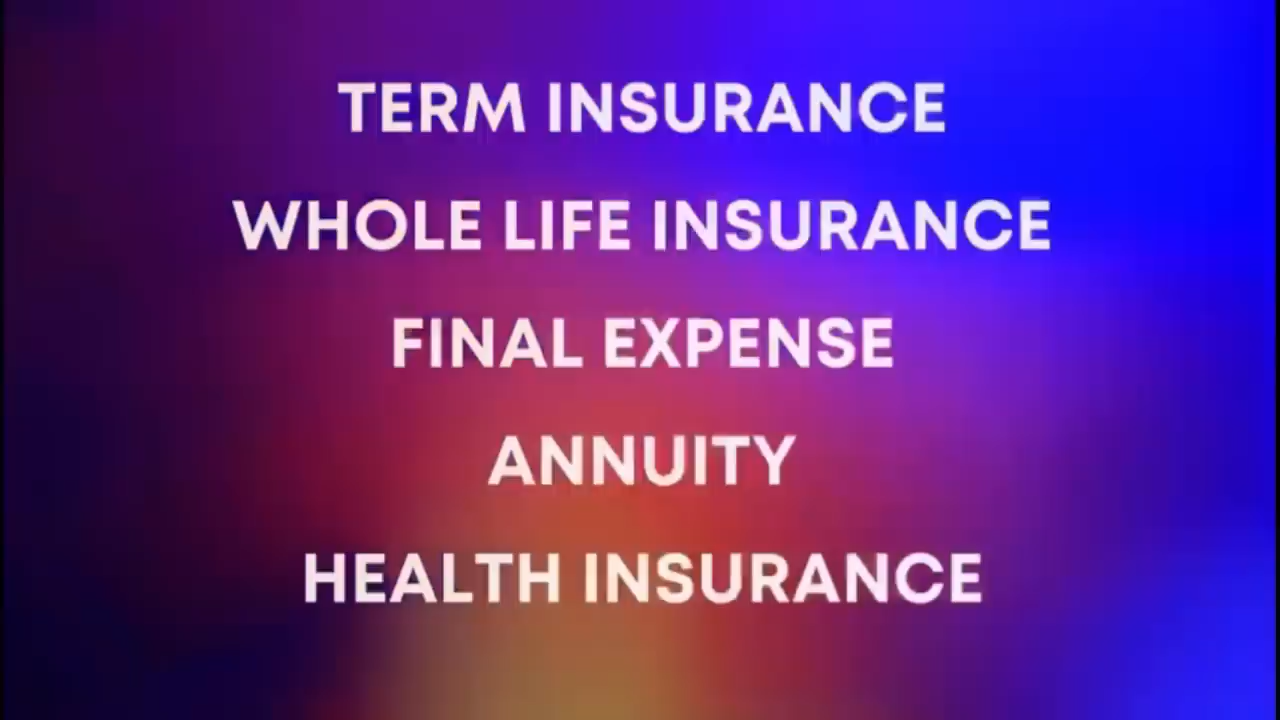 TERM INSURANCE
WHOLE LIFE INSURANCE
FINAL EXPENSE
ANNUITY
HEALTH INSURANCE